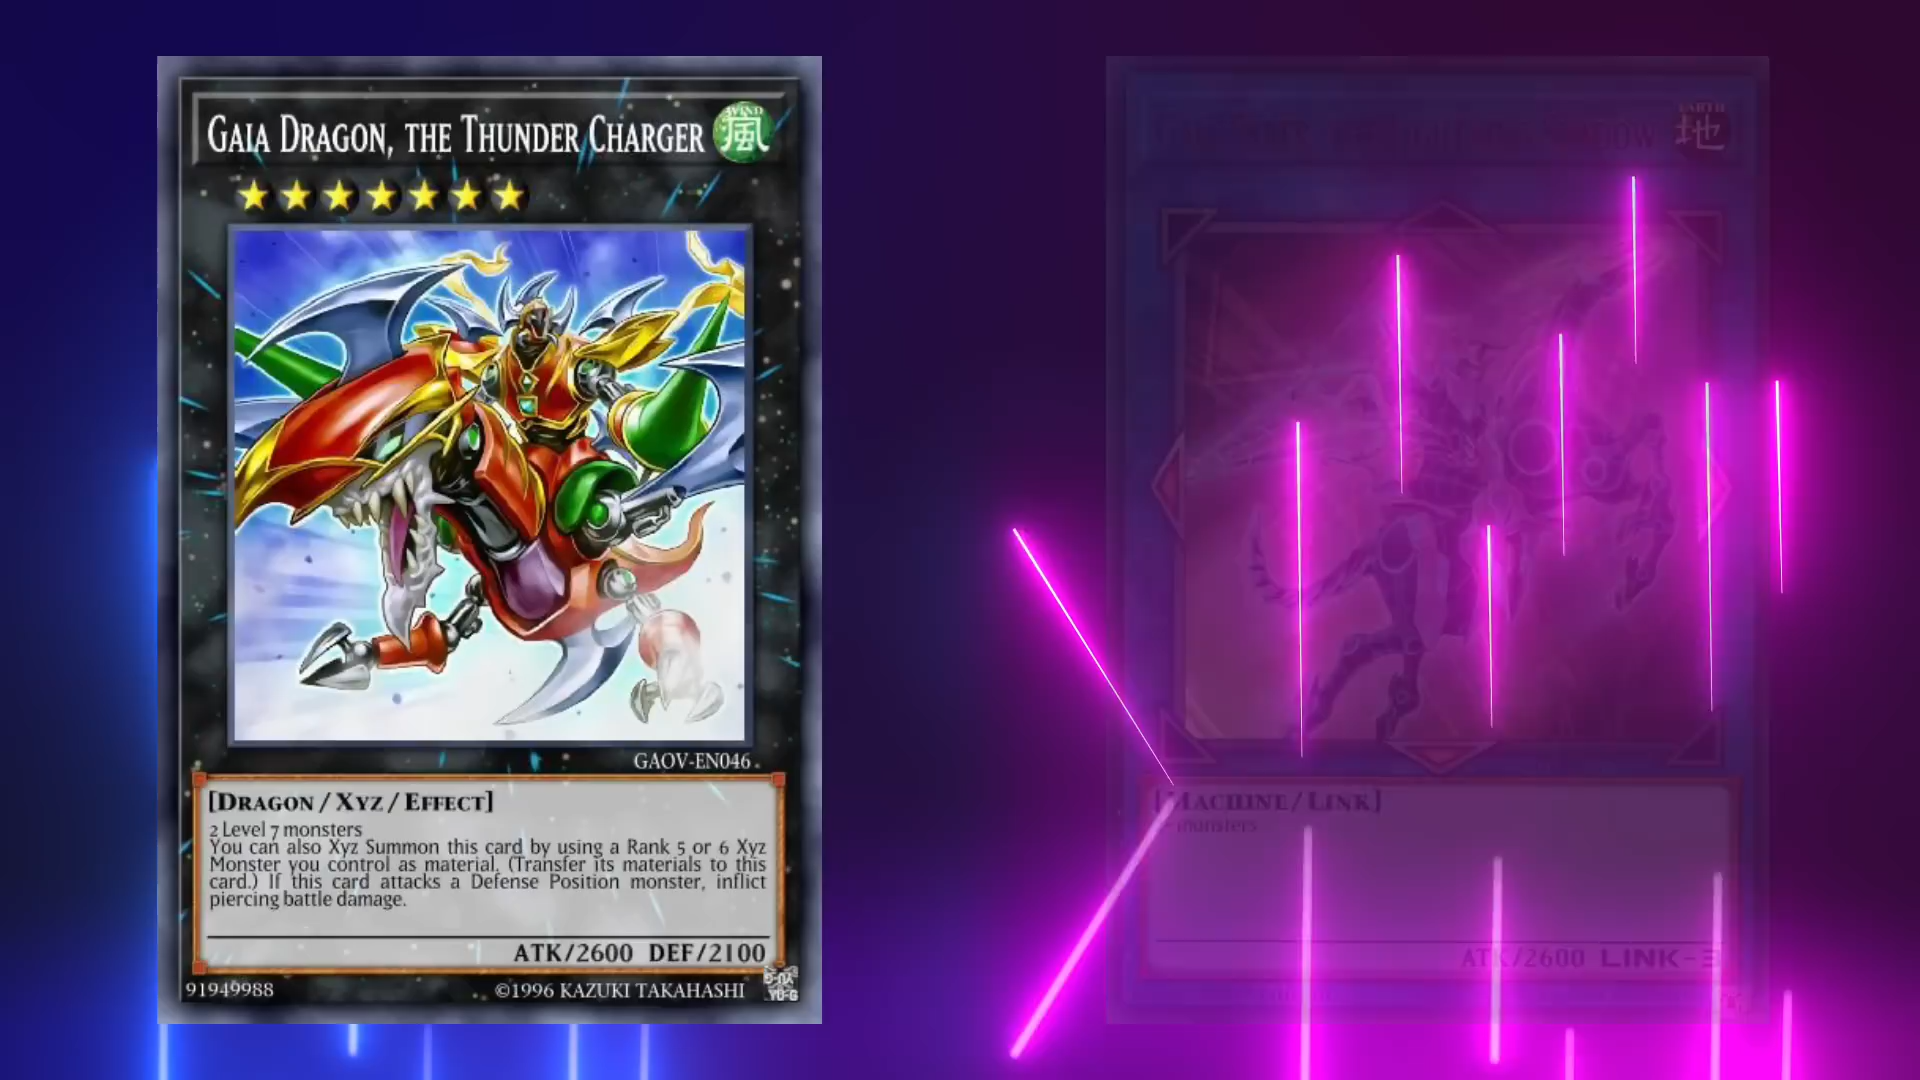 GAIA DRAGON, THE THUNDER CHARGER
WIND
風
GAOV-EN046
[DRAGON / XYZ / EFFECT]
2 Level 7 monsters
You can also Xyz Summon this card by using a Rank 5 or 6 Xyz
Monster you control as material. (Transfer its materials to this
card.) If this card attacks a Defense Position monster, inflict
piercing battle damage.
ATK/2600 DEF/2100
91949988
©1996 KAZUKI TAKAHASHI
EARTH
地
[MACHINE/LINK]
monsters
ATK/2600 LINK-3